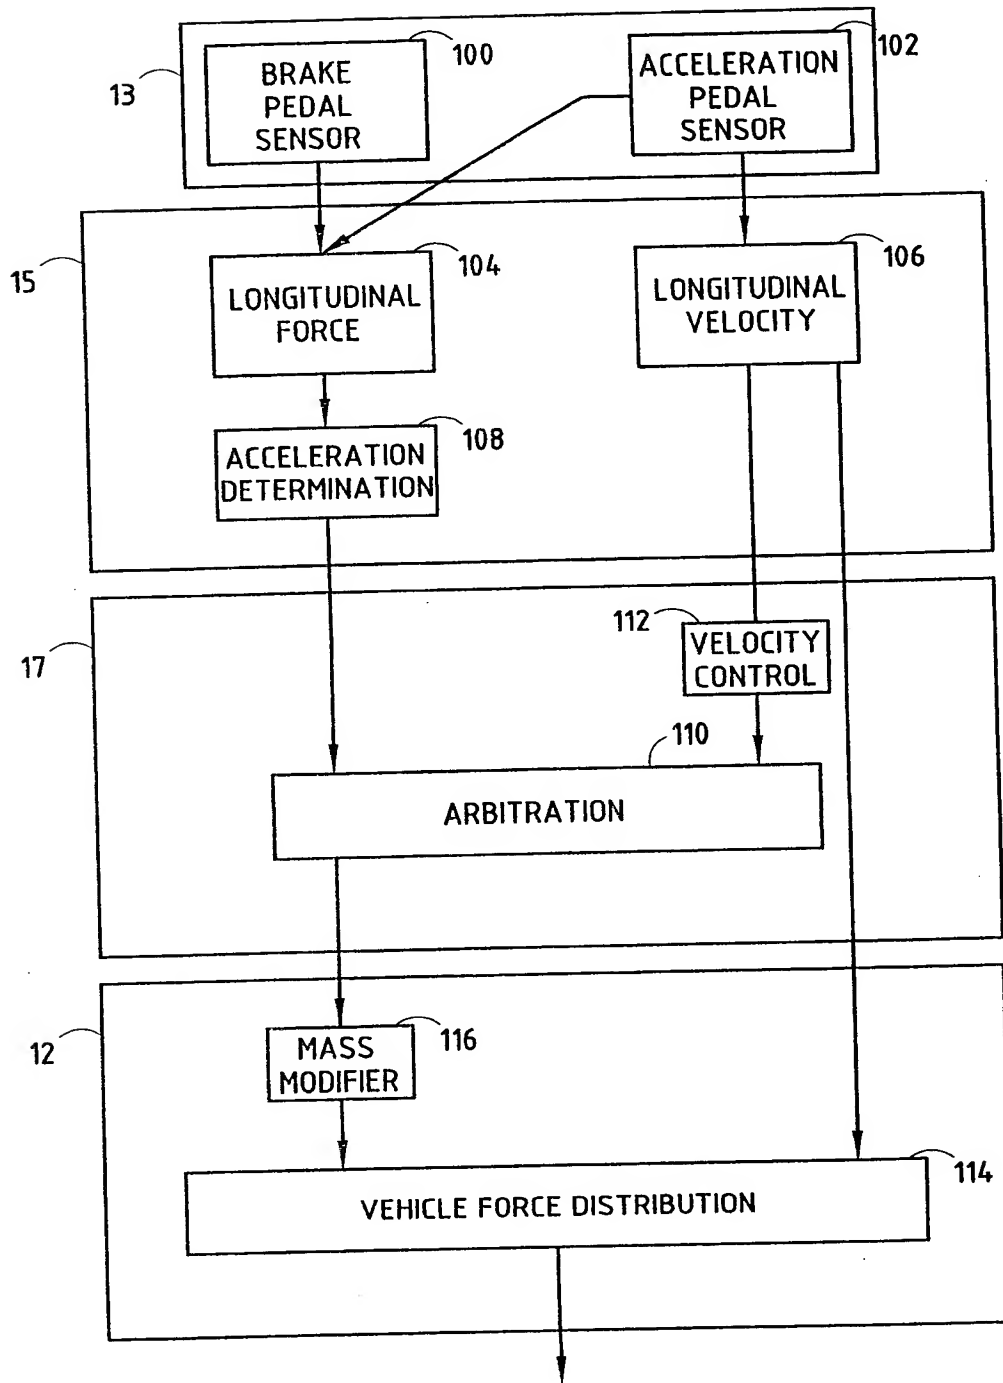 100
102
13
BRAKE
PEDAL
SENSOR
ACCELERATION
PEDAL
SENSOR
15
104
106
LONGITUDINAL
FORCE
LONGITUDINAL
VELOCITY
108
ACCELERATION
DETERMINATION
17
112
VELOCITY
CONTROL
110
ARBITRATION
12
116
MASS
MODIFIER
114
VEHICLE FORCE DISTRIBUTION